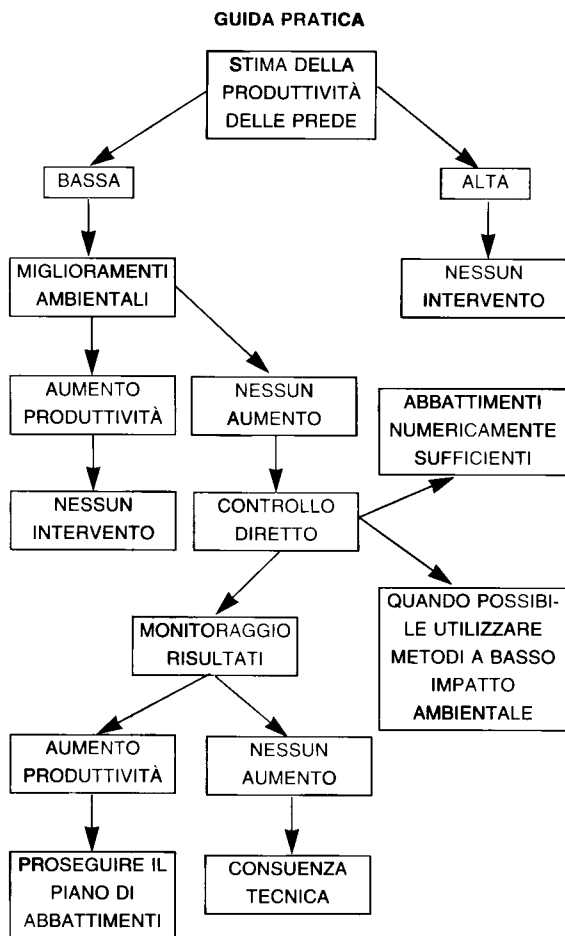 GUIDA PRATICA
STIMA DELLA
PRODUTTIVITÀ
DELLE PREDE
BASSA
ALTA
MIGLIORAMENTI
AMBIENTALI
NESSUN
INTERVENTO
AUMENTO
PRODUTTIVITÀ
NESSUN
AUMENTO
ABBATTIMENTI
NUMERICAMENTE
SUFFICIENTI
NESSUN
INTERVENTO
CONTROLLO
DIRETTO
QUANDO POSSIBI-
LE UTILIZZARE
METODI A BASSO
IMPATTO
AMBIENTALE
MONITORAGGIO
RISULTATI
AUMENTO
PRODUTTIVITÀ
NESSUN
AUMENTO
PROSEGUIRE IL
PIANO DI
ABBATTIMENTI
CONSUENZA
TECNICA